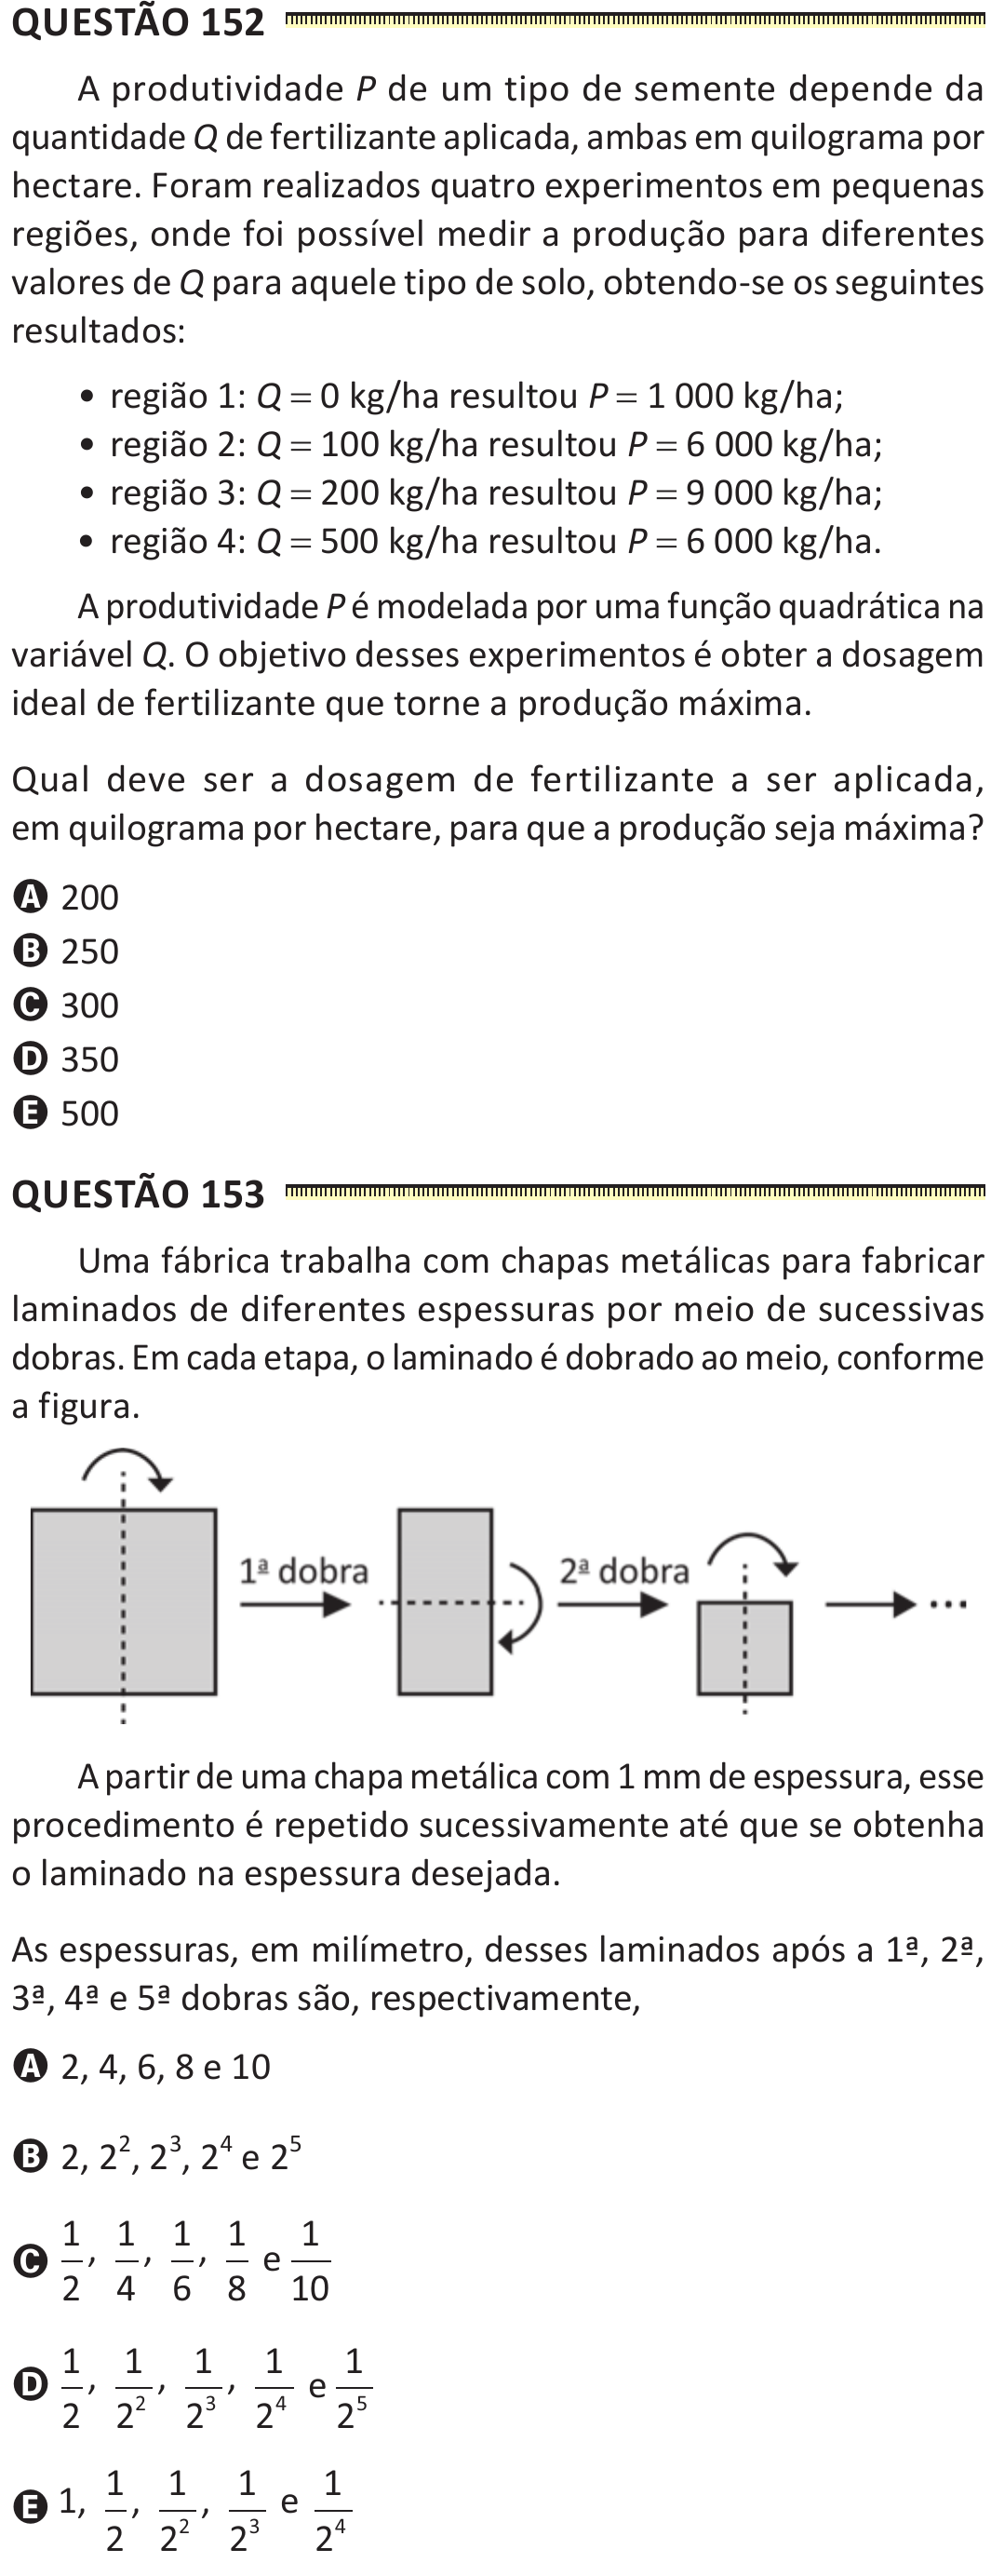 QUESTÃO 152
A produtividade P de um tipo de semente depende da
quantidade Q de fertilizante aplicada, ambas em quilograma por
hectare. Foram realizados quatro experimentos em pequenas
regiões, onde foi possível medir a produção para diferentes
valores de Q para aquele tipo de solo, obtendo-se os seguintes
resultados:
• região 1: Q = 0 kg/ha resultou P = 1 000 kg/ha;
• região 2: Q = 100 kg/ha resultou P = 6 000 kg/ha;
• região 3: Q = 200 kg/ha resultou P = 9 000 kg/ha;
• região 4: Q = 500 kg/ha resultou P = 6 000 kg/ha.
A produtividade P é modelada por uma função quadrática na
variável Q. O objetivo desses experimentos é obter a dosagem
ideal de fertilizante que torne a produção máxima.
Qual deve ser a dosagem de fertilizante a ser aplicada,
em quilograma por hectare, para que a produção seja máxima?
A 200
B 250
C 300
D 350
E 500
QUESTÃO 153
Uma fábrica trabalha com chapas metálicas para fabricar
laminados de diferentes espessuras por meio de sucessivas
dobras. Em cada etapa, o laminado é dobrado ao meio, conforme
a figura.
1ª dobra 2ª dobra ...
A partir de uma chapa metálica com 1 mm de espessura, esse
procedimento é repetido sucessivamente até que se obtenha
o laminado na espessura desejada.
As espessuras, em milímetro, desses laminados após a 1ª, 2ª,
3ª, 4ª e 5ª dobras são, respectivamente,
A 2, 4, 6, 8 e 10
B 2, 2², 2³, 2⁴ e 2⁵
C 1/2, 1/4, 1/6, 1/8 e 1/10
D 1/2, 1/2², 1/2³, 1/2⁴ e 1/2⁵
E 1, 1/2, 1/2², 1/2³ e 1/2⁴